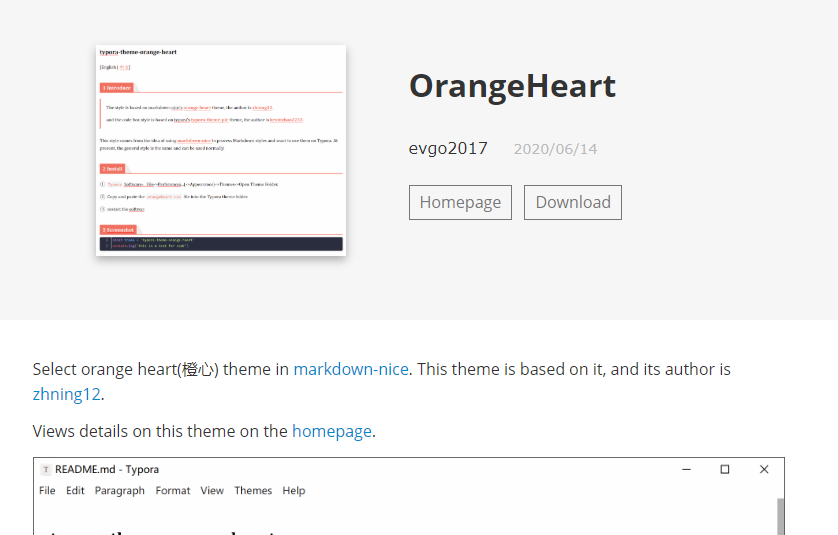 typora-theme-orange-heart
[English|中文]
1 Introduce
The style is based on markdown-nicely orange-heart theme, the author is zhning12.
and the code box style is based on typora's typora-theme-pie theme, the author is
This style comes from the idea of using markdown-nice to process Markdown styles and want to use them on Typora. At
present, the general style is the same and can be used normally
2 Install
① Typora Software: File->Preferences...(->Appearance)->Themes->Open Theme Folder
② Copy and paste the orangeheart.css file into the Typora theme folder
③ restart the software
3 Screenshot
OrangeHeart
evgo2017 2020/06/14
Homepage Download
Select orange heart(橙心) theme in markdown-nice. This theme is based on it, and its author is
zhning12.
Views details on this theme on the homepage.
T README.md - Typora
File Edit Paragraph Format View Themes Help